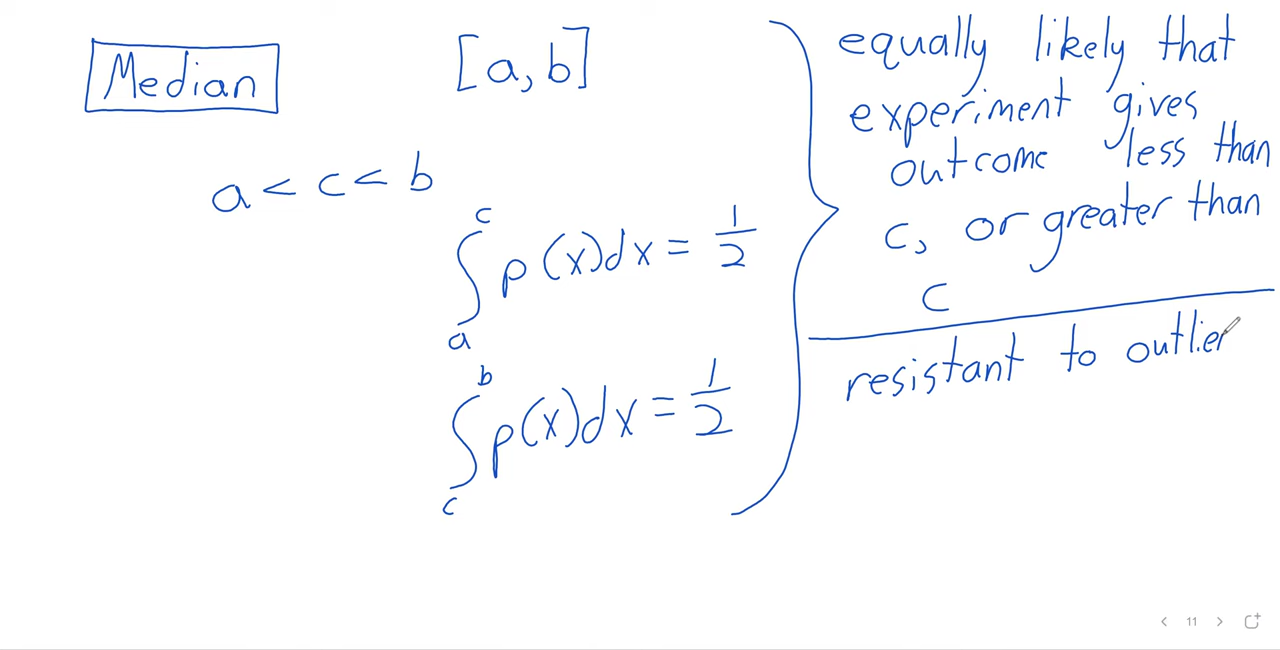 Median
[a, b]
a < c < b
∫_a^c p(x)dx = 1/2
∫_c^b p(x)dx = 1/2
equally likely that
experiment gives
outcome less than
c, or greater than
c
resistant to outlier
< 11 >